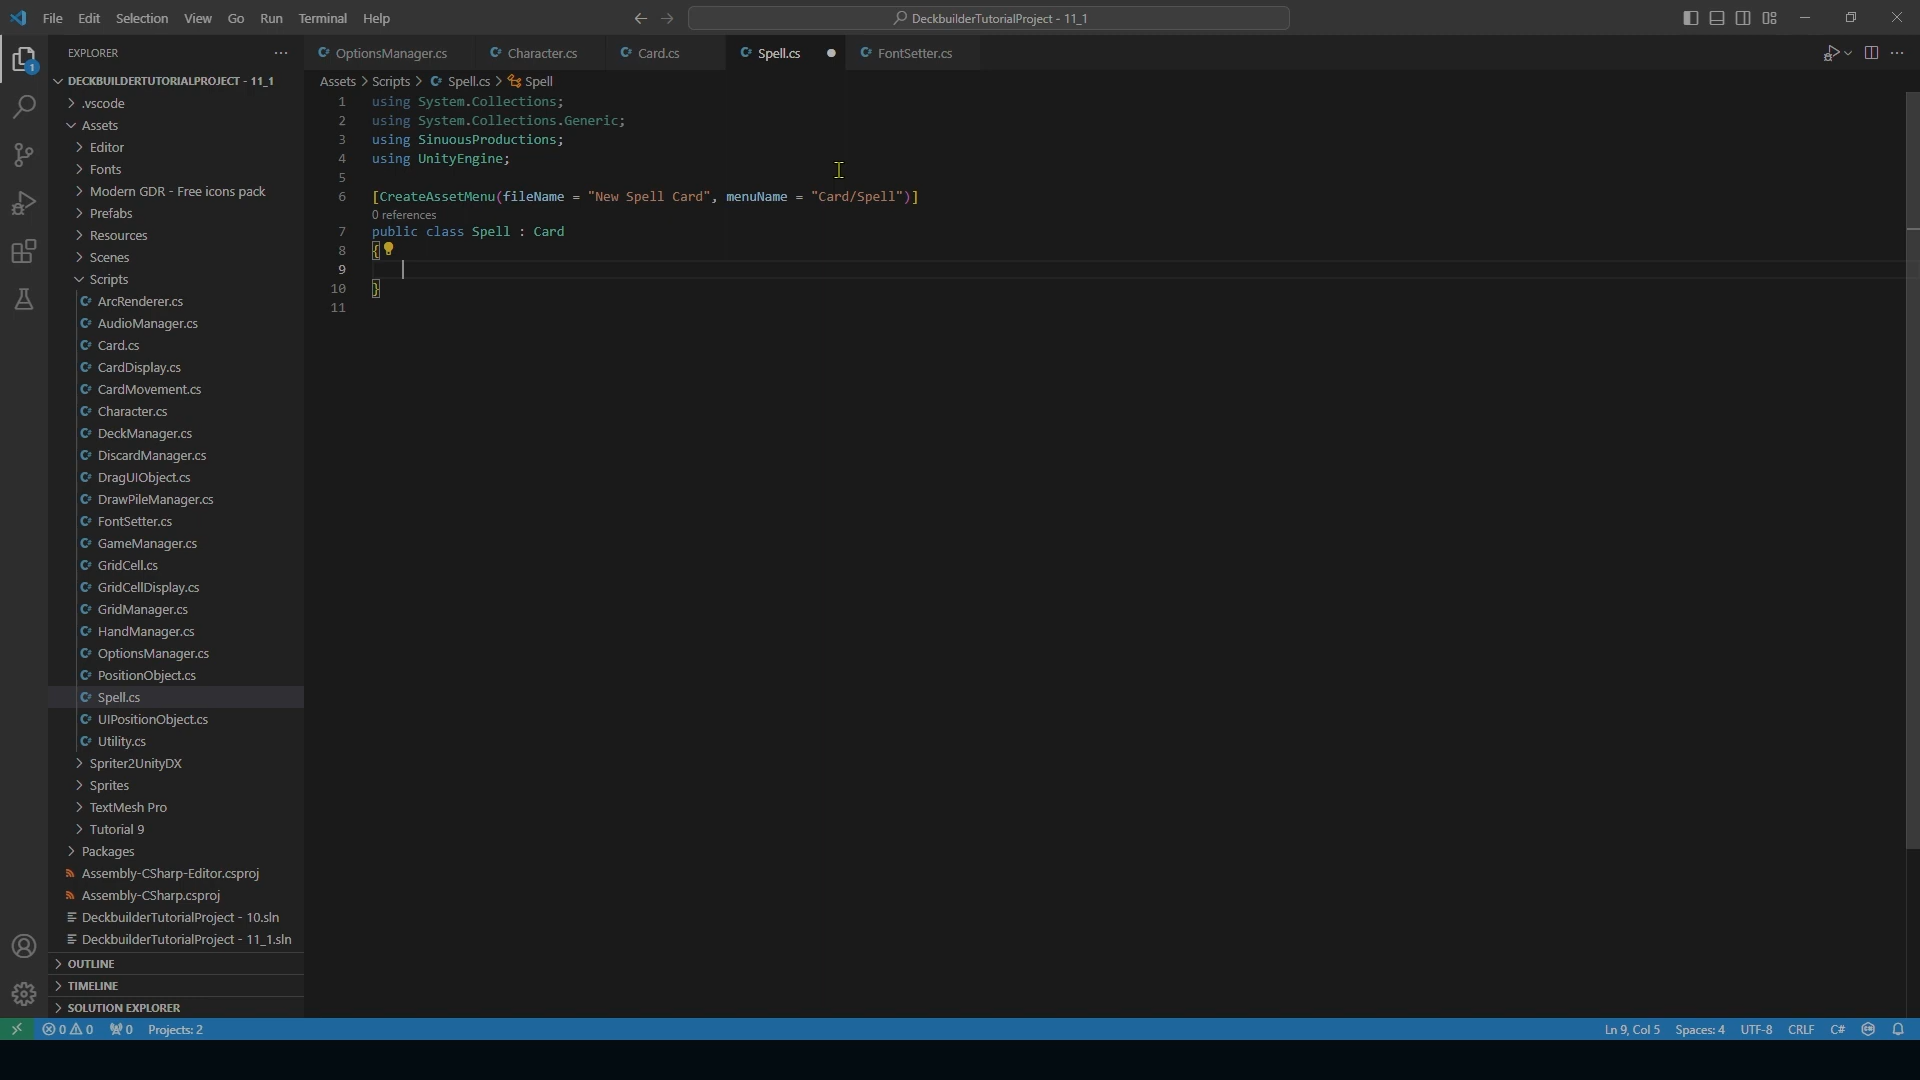 File Edit Selection View Go Run Terminal Help
DeckbuilderTutorialProject - 11_1
EXPLORER
OptionsManager.cs
Character.cs
Card.cs
Spell.cs
FontSetter.cs
1
DECKBUILDERTUTORIALPROJECT - 11_1
Assets > Scripts > Spell.cs > Spell
.vscode
Assets
Editor
Fonts
Modern GDR - Free icons pack
Prefabs
Resources
Scenes
Scripts
ArcRenderer.cs
AudioManager.cs
Card.cs
CardDisplay.cs
CardMovement.cs
Character.cs
DeckManager.cs
DiscardManager.cs
DragUIObject.cs
DrawPileManager.cs
FontSetter.cs
GameManager.cs
GridCell.cs
GridCellDisplay.cs
GridManager.cs
HandManager.cs
OptionsManager.cs
PositionObject.cs
Spell.cs
UIPositionObject.cs
Utility.cs
Spriter2UnityDX
Sprites
TextMesh Pro
Tutorial 9
Packages
Assembly-CSharp-Editor.csproj
Assembly-CSharp.csproj
DeckbuilderTutorialProject - 10.sln
DeckbuilderTutorialProject - 11_1.sln
OUTLINE
TIMELINE
SOLUTION EXPLORER
1 using System.Collections;
2 using System.Collections.Generic;
3 using SinuousProductions;
4 using UnityEngine;
5
6 [CreateAssetMenu(fileName = "New Spell Card", menuName = "Card/Spell")]
0 references
7 public class Spell : Card
8 {
9
10 }
11
0 0 0 Projects: 2
Ln 9, Col 5 Spaces: 4 UTF-8 CRLF C#